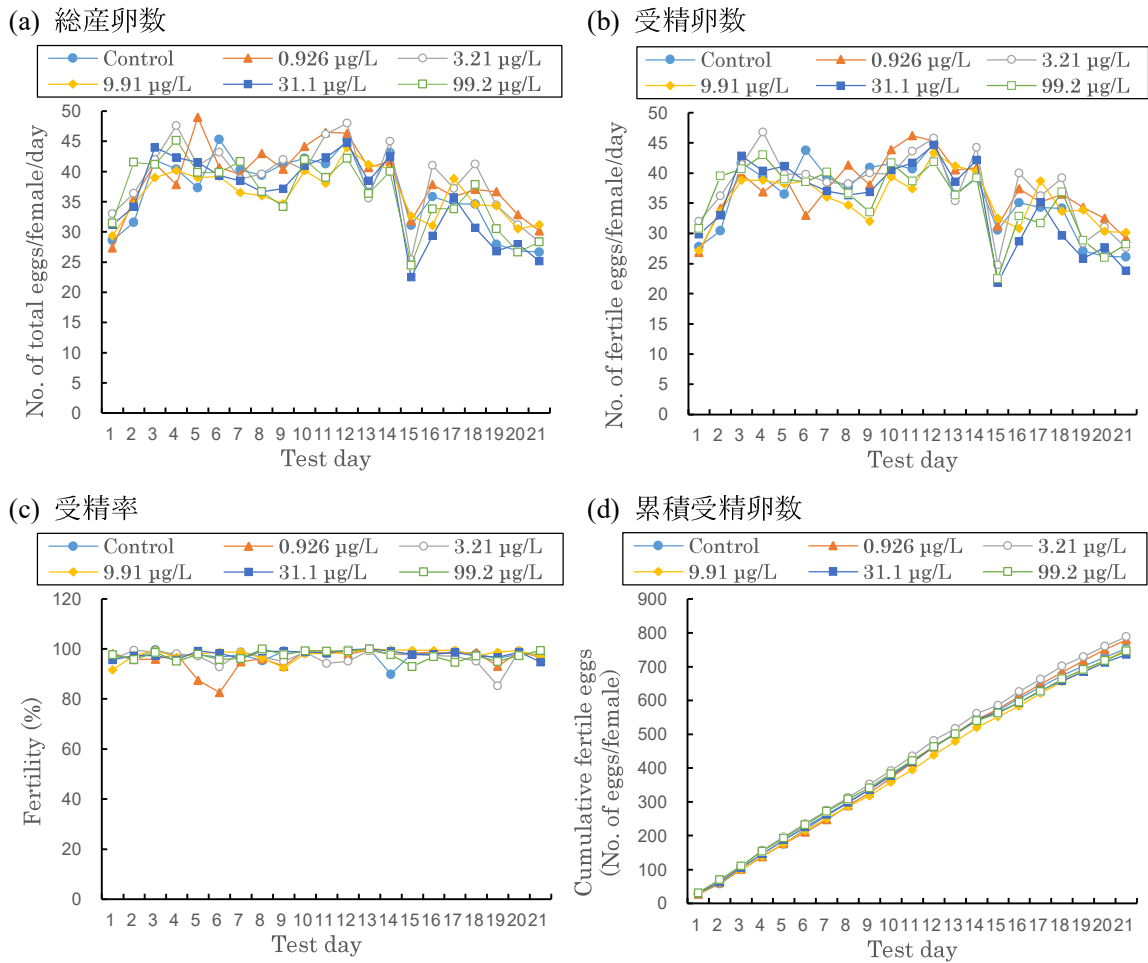 (a) 総産卵数
Control 0.926 µg/L 3.21 µg/L
9.91 µg/L 31.1 µg/L 99.2 µg/L
No. of total eggs/female/day
50
45
40
35
30
25
20
15
10
5
0
1 2 3 4 5 6 7 8 9 10 11 12 13 14 15 16 17 18 19 20 21
Test day
(b) 受精卵数
Control 0.926 µg/L 3.21 µg/L
9.91 µg/L 31.1 µg/L 99.2 µg/L
No. of fertile eggs/female/day
50
45
40
35
30
25
20
15
10
5
0
1 2 3 4 5 6 7 8 9 10 11 12 13 14 15 16 17 18 19 20 21
Test day
(c) 受精率
Control 0.926 µg/L 3.21 µg/L
9.91 µg/L 31.1 µg/L 99.2 µg/L
Fertility (%)
120
100
80
60
40
20
0
1 2 3 4 5 6 7 8 9 10 11 12 13 14 15 16 17 18 19 20 21
Test day
(d) 累積受精卵数
Control 0.926 µg/L 3.21 µg/L
9.91 µg/L 31.1 µg/L 99.2 µg/L
Cumulative fertile eggs
(No. of eggs/female)
900
800
700
600
500
400
300
200
100
0
1 2 3 4 5 6 7 8 9 10 11 12 13 14 15 16 17 18 19 20 21
Test day